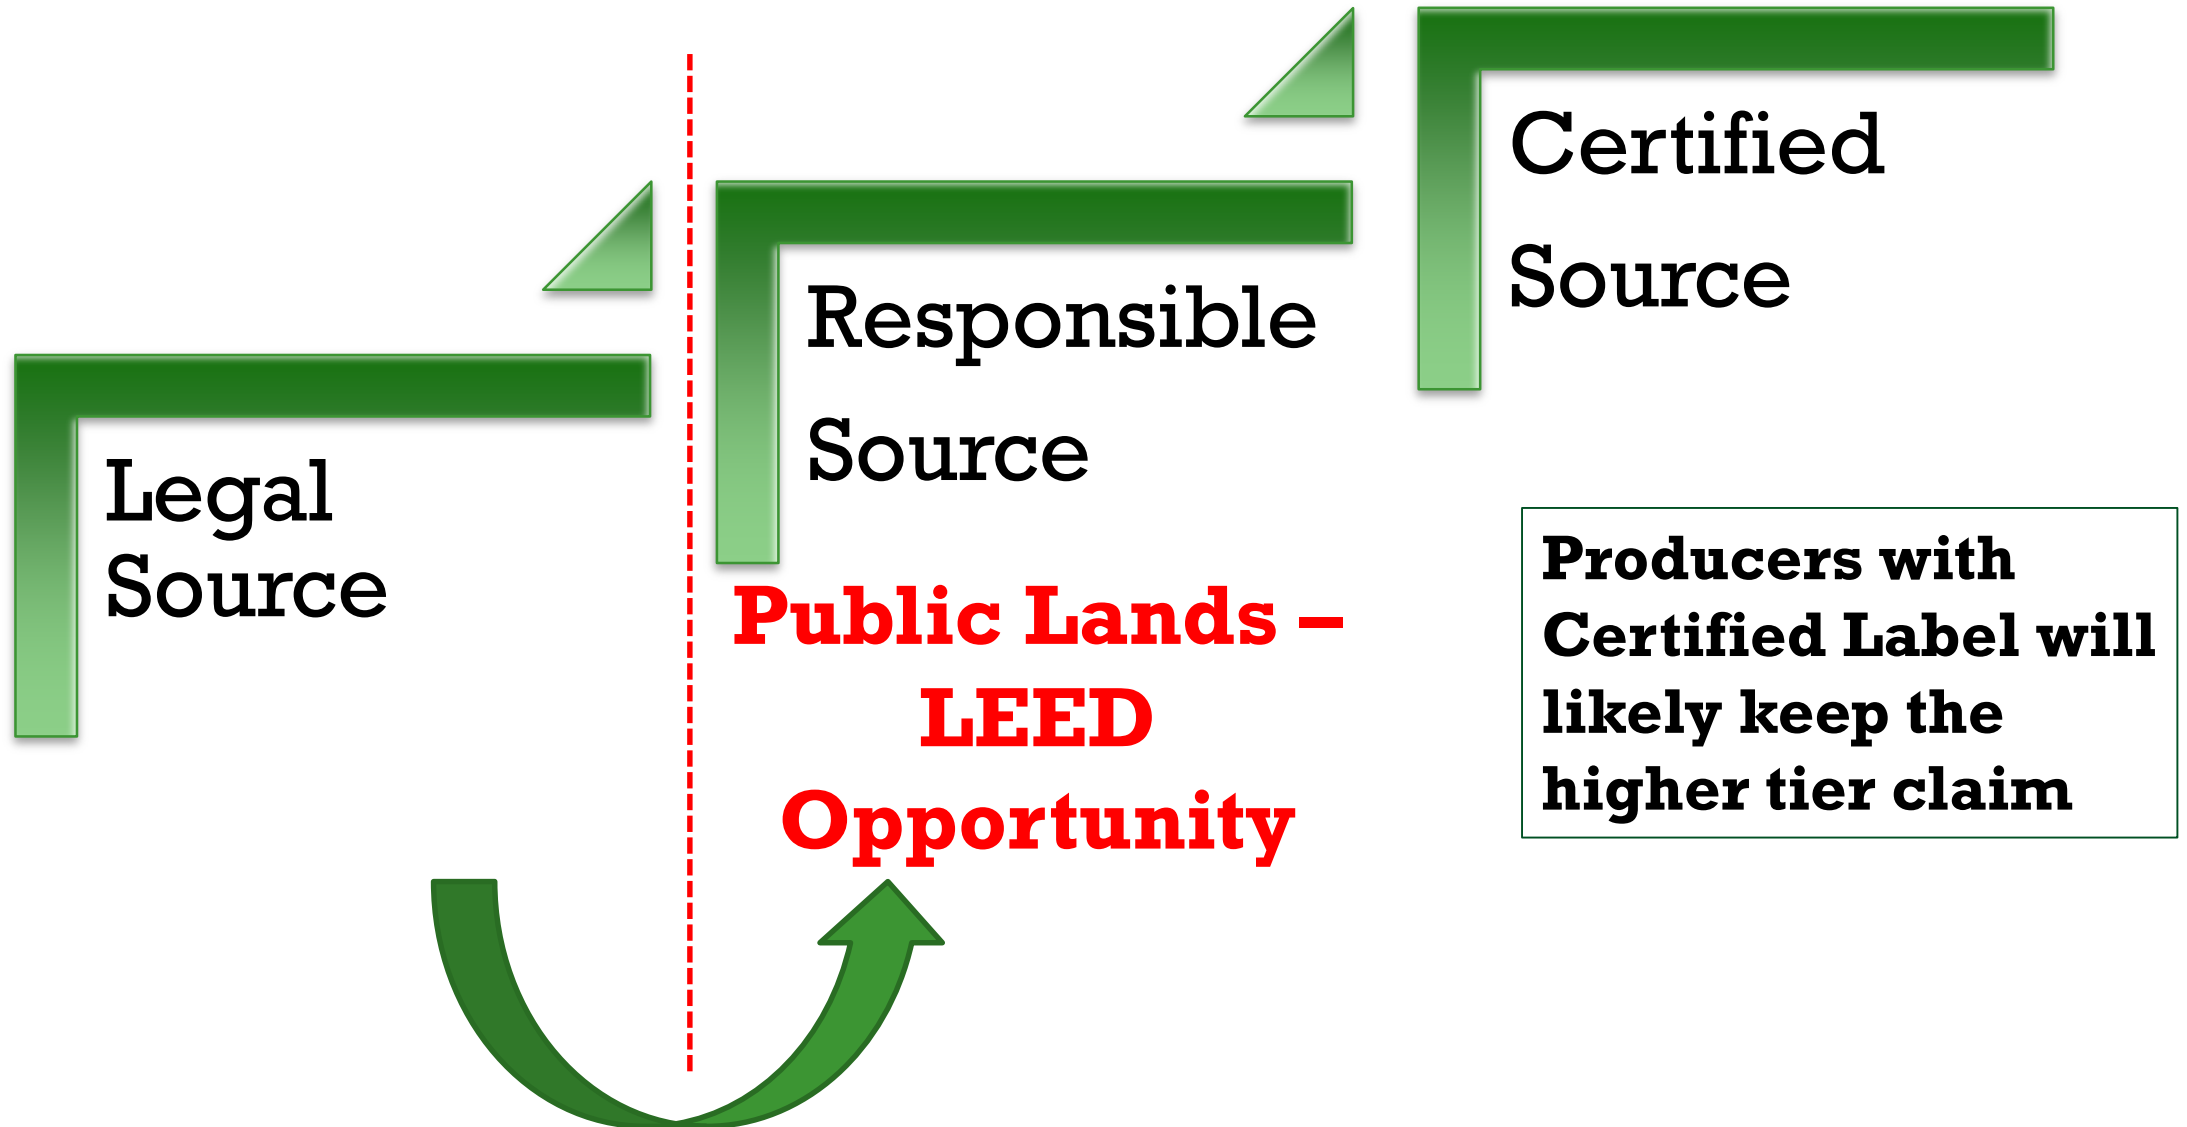 Legal
Source
Responsible
Source
Public Lands –
LEED
Opportunity
Certified
Source
Producers with
Certified Label will
likely keep the
higher tier claim